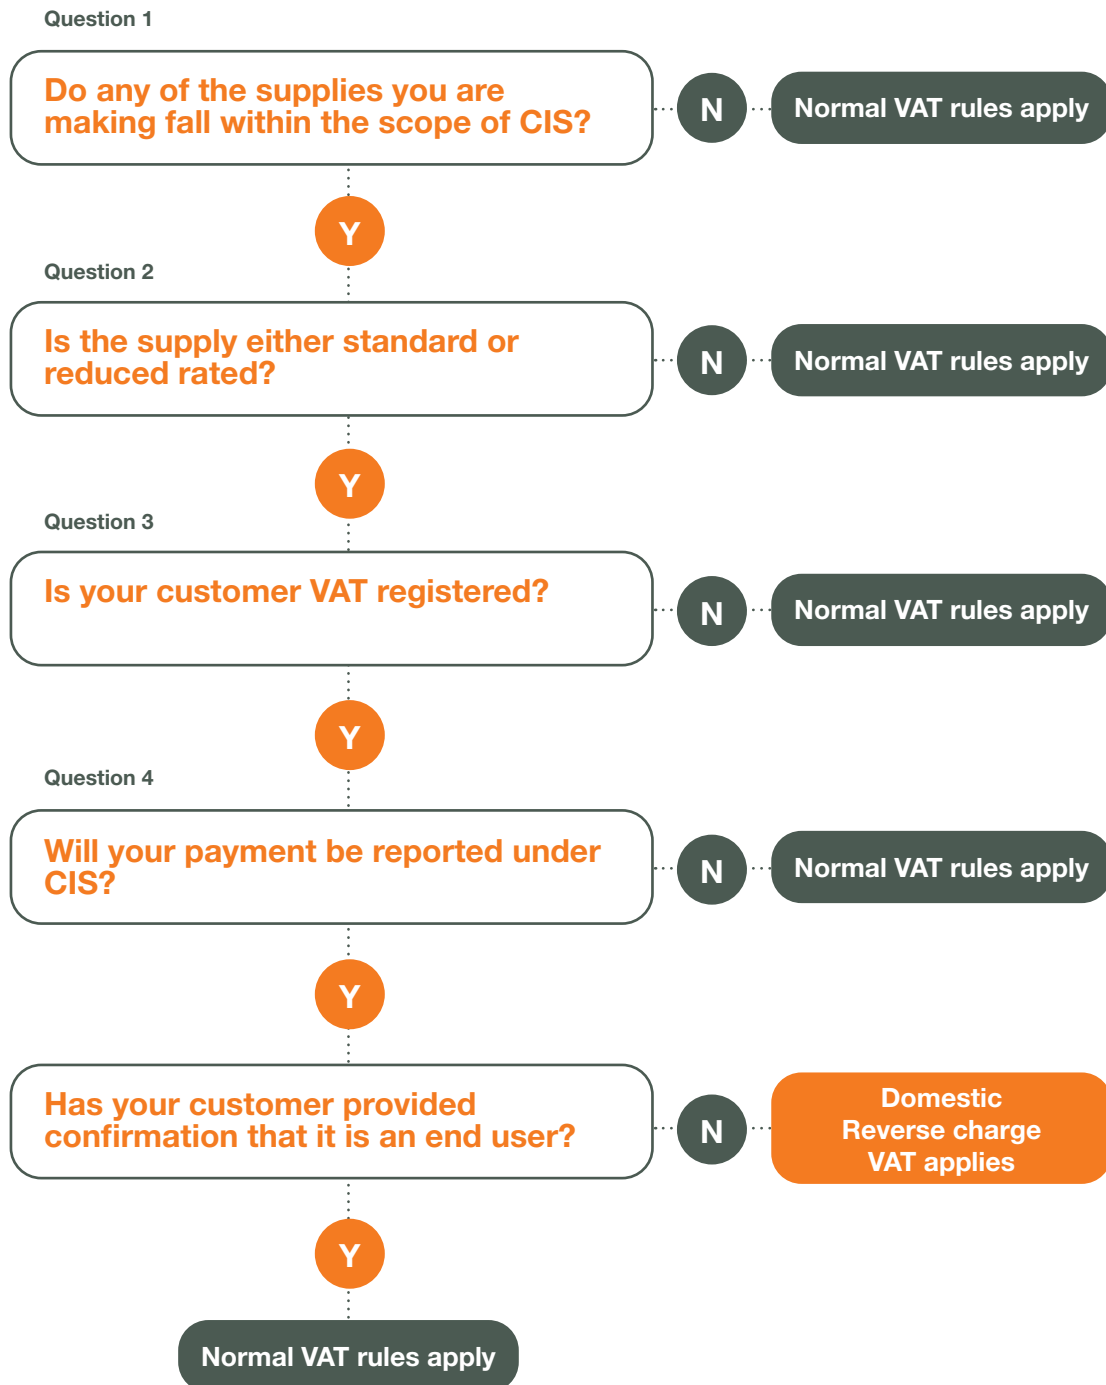 Question 1
Do any of the supplies you are
making fall within the scope of CIS?
N
Normal VAT rules apply
Y
Question 2
Is the supply either standard or
reduced rated?
N
Normal VAT rules apply
Y
Question 3
Is your customer VAT registered?
N
Normal VAT rules apply
Y
Question 4
Will your payment be reported under
CIS?
N
Normal VAT rules apply
Y
Has your customer provided
confirmation that it is an end user?
N
Domestic
Reverse charge
VAT applies
Y
Normal VAT rules apply